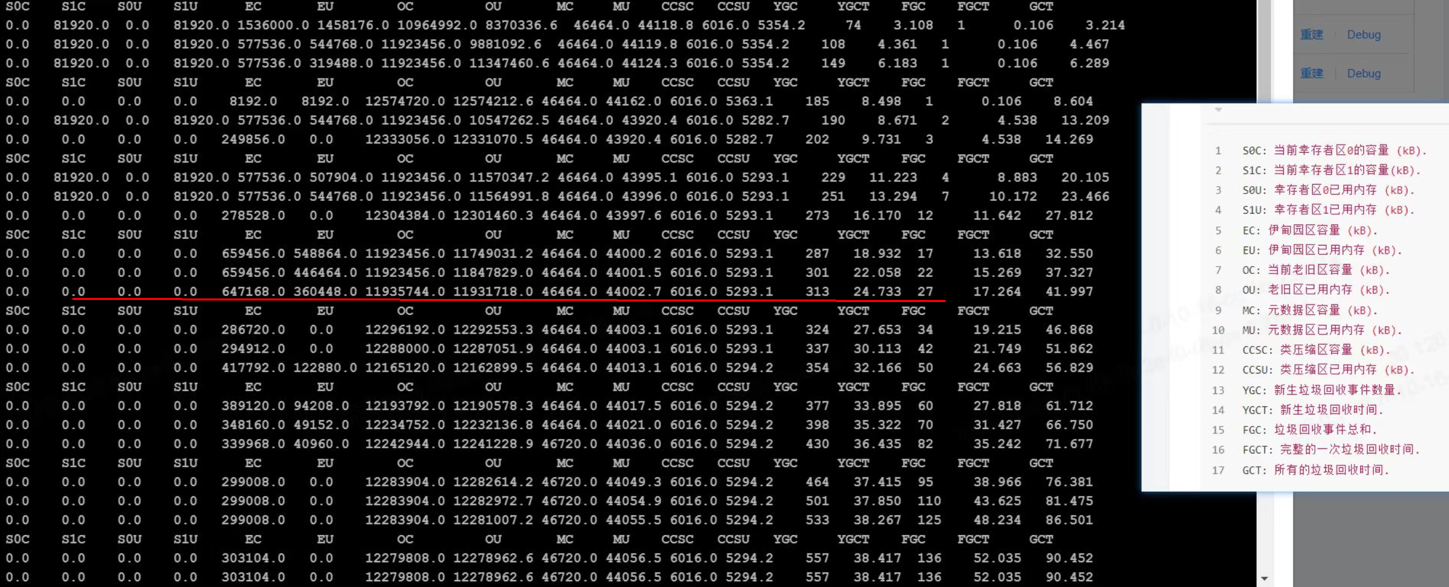 S0C S1C S0U S1U EC EU OC OU MC MU CCSC CCSU YGC YGCT FGC FGCT GCT
0.0 81920.0 0.0 81920.0 1536000.0 1458176.0 10964992.0 8370336.6 46464.0 44118.8 6016.0 5354.2 74 3.108 1 0.106 3.214
0.0 81920.0 0.0 81920.0 577536.0 544768.0 11923456.0 9881092.6 46464.0 44119.8 6016.0 5354.2 108 4.361 1 0.106 4.467
0.0 81920.0 0.0 81920.0 577536.0 319488.0 11923456.0 11347460.6 46464.0 44124.3 6016.0 5354.2 149 6.183 1 0.106 6.289
S0C S1C S0U S1U EC EU OC OU MC MU CCSC CCSU YGC YGCT FGC FGCT GCT
0.0 0.0 0.0 0.0 8192.0 8192.0 12574720.0 12574212.6 46464.0 44162.0 6016.0 5363.1 185 8.498 1 0.106 8.604
0.0 81920.0 0.0 81920.0 577536.0 544768.0 11923456.0 10547262.5 46464.0 43920.4 6016.0 5282.7 190 8.671 2 4.538 13.209
0.0 0.0 0.0 0.0 249856.0 0.0 12333056.0 12331070.5 46464.0 43920.4 6016.0 5282.7 202 9.731 3 4.538 14.269
S0C S1C S0U S1U EC EU OC OU MC MU CCSC CCSU YGC YGCT FGC FGCT GCT
0.0 81920.0 0.0 81920.0 577536.0 507904.0 11923456.0 11570347.2 46464.0 43995.1 6016.0 5293.1 229 11.223 4 8.883 20.105
0.0 81920.0 0.0 81920.0 577536.0 544768.0 11923456.0 11564991.8 46464.0 43996.0 6016.0 5293.1 251 13.294 7 10.172 23.466
0.0 0.0 0.0 0.0 278528.0 0.0 12304384.0 12301460.3 46464.0 43997.6 6016.0 5293.1 273 16.170 12 11.642 27.812
S0C S1C S0U S1U EC EU OC OU MC MU CCSC CCSU YGC YGCT FGC FGCT GCT
0.0 0.0 0.0 0.0 659456.0 548864.0 11923456.0 11749031.2 46464.0 44000.2 6016.0 5293.1 287 18.932 17 13.618 32.550
0.0 0.0 0.0 0.0 659456.0 446464.0 11923456.0 11847829.0 46464.0 44001.5 6016.0 5293.1 301 22.058 22 15.269 37.327
0.0 0.0 0.0 0.0 647168.0 360448.0 11935744.0 11931718.0 46464.0 44002.7 6016.0 5293.1 313 24.733 27 17.264 41.997
S0C S1C S0U S1U EC EU OC OU MC MU CCSC CCSU YGC YGCT FGC FGCT GCT
0.0 0.0 0.0 0.0 286720.0 0.0 12296192.0 12292553.3 46464.0 44003.1 6016.0 5293.1 324 27.653 34 19.215 46.868
0.0 0.0 0.0 0.0 294912.0 0.0 12288000.0 12287051.9 46464.0 44003.1 6016.0 5293.1 337 30.113 42 21.749 51.862
0.0 0.0 0.0 0.0 417792.0 122880.0 12165120.0 12162899.5 46464.0 44013.1 6016.0 5294.2 354 32.166 50 24.663 56.829
S0C S1C S0U S1U EC EU OC OU MC MU CCSC CCSU YGC YGCT FGC FGCT GCT
0.0 0.0 0.0 0.0 389120.0 94208.0 12193792.0 12190578.3 46464.0 44017.5 6016.0 5294.2 377 33.895 60 27.818 61.712
0.0 0.0 0.0 0.0 348160.0 49152.0 12234752.0 12232136.8 46464.0 44021.0 6016.0 5294.2 398 35.322 70 31.427 66.750
0.0 0.0 0.0 0.0 339968.0 40960.0 12242944.0 12241228.9 46720.0 44036.0 6016.0 5294.2 430 36.435 82 35.242 71.677
S0C S1C S0U S1U EC EU OC OU MC MU CCSC CCSU YGC YGCT FGC FGCT GCT
0.0 0.0 0.0 0.0 299008.0 0.0 12283904.0 12282614.2 46720.0 44049.3 6016.0 5294.2 464 37.415 95 38.966 76.381
0.0 0.0 0.0 0.0 299008.0 0.0 12283904.0 12282972.7 46720.0 44054.9 6016.0 5294.2 501 37.850 110 43.625 81.475
0.0 0.0 0.0 0.0 299008.0 0.0 12283904.0 12281007.2 46720.0 44055.5 6016.0 5294.2 533 38.267 125 48.234 86.501
S0C S1C S0U S1U EC EU OC OU MC MU CCSC CCSU YGC YGCT FGC FGCT GCT
0.0 0.0 0.0 0.0 303104.0 0.0 12279808.0 12278962.6 46720.0 44056.5 6016.0 5294.2 557 38.417 136 52.035 90.452
0.0 0.0 0.0 0.0 303104.0 0.0 12279808.0 12278962.6 46720.0 44056.5 6016.0 5294.2 557 38.417 136 52.035 90.452
重建 Debug
重建 Debug
1 S0C: 当前幸存者区0的容量 (kB).
2 S1C: 当前幸存者区1的容量(kB).
3 S0U: 幸存者区0已用内存 (kB).
4 S1U: 幸存者区1已用内存 (kB).
5 EC: 伊甸园区容量 (kB).
6 EU: 伊甸园区已用内存 (kB).
7 OC: 当前老旧区容量 (kB).
8 OU: 老旧区已用内存 (kB).
9 MC: 元数据区容量 (kB).
10 MU: 元数据区已用内存 (kB).
11 CCSC: 类压缩区容量 (kB).
12 CCSU: 类压缩区已用内存 (kB).
13 YGC: 新生垃圾回收事件数量.
14 YGCT: 新生垃圾回收时间.
15 FGC: 垃圾回收事件总和.
16 FGCT: 完整的一次垃圾回收时间.
17 GCT: 所有的垃圾回收时间.